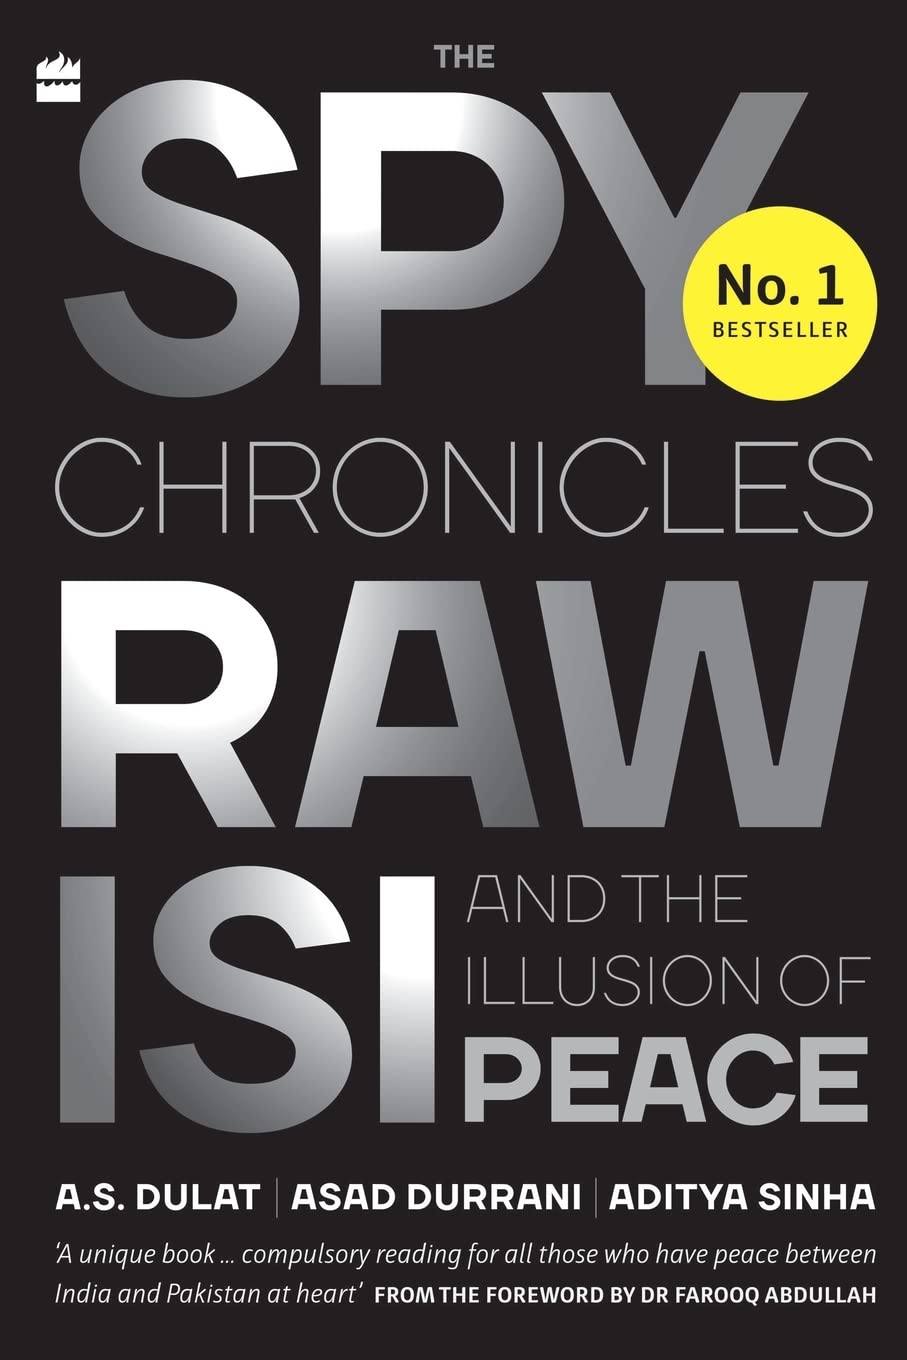 THE
SPY
No. 1
BESTSELLER
CHRONICLES
RAW
ISI
AND THE
ILLUSION OF
PEACE
A.S. DULAT | ASAD DURRANI | ADITYA SINHA
‘A unique book ... compulsory reading for all those who have peace between
India and Pakistan at heart’ FROM THE FOREWORD BY DR FAROOQ ABDULLAH